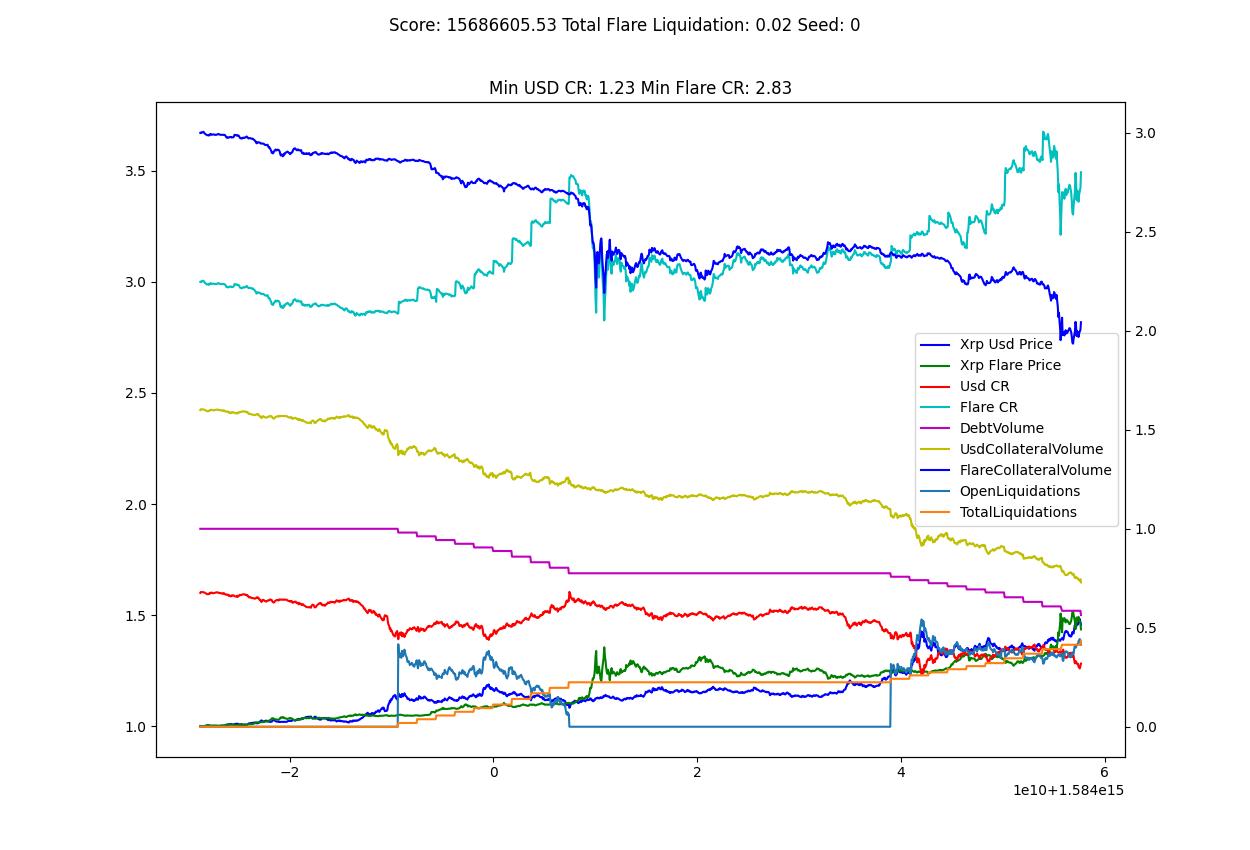 Score: 15686605.53 Total Flare Liquidation: 0.02 Seed: 0
Min USD CR: 1.23 Min Flare CR: 2.83
3.5
3.0
2.5
2.0
1.5
1.0
3.0
2.5
2.0
1.5
1.0
0.5
0.0
Xrp Usd Price
Xrp Flare Price
Usd CR
Flare CR
DebtVolume
UsdCollateralVolume
FlareCollateralVolume
OpenLiquidations
TotalLiquidations
−2 0 2 4 6
1e10+1.584e15